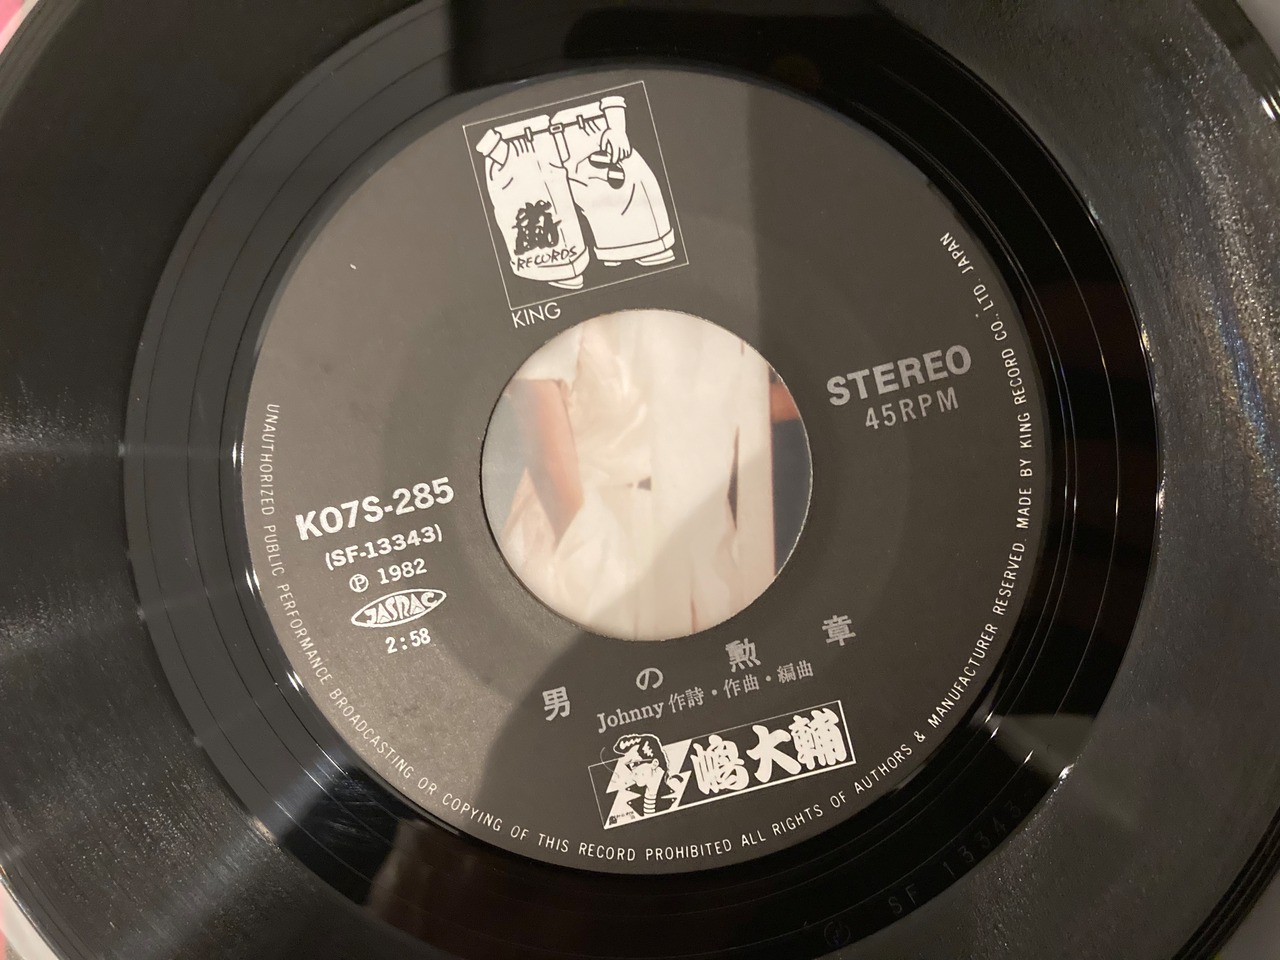 RECORDS
KING
STEREO
45RPM
K07S-285
(SF-13343)
Ⓟ 1982
JASRAC
2:58
男の勲章
Johnny 作詩・作曲・編曲
嶋大輔
UNAUTHORIZED PUBLIC PERFORMANCE BROADCASTING OR COPYING OF THIS RECORD PROHIBITED ALL RIGHTS OF AUTHORS & MANUFACTURER RESERVED. MADE BY KING RECORD CO., LTD. JAPAN
SF 13343